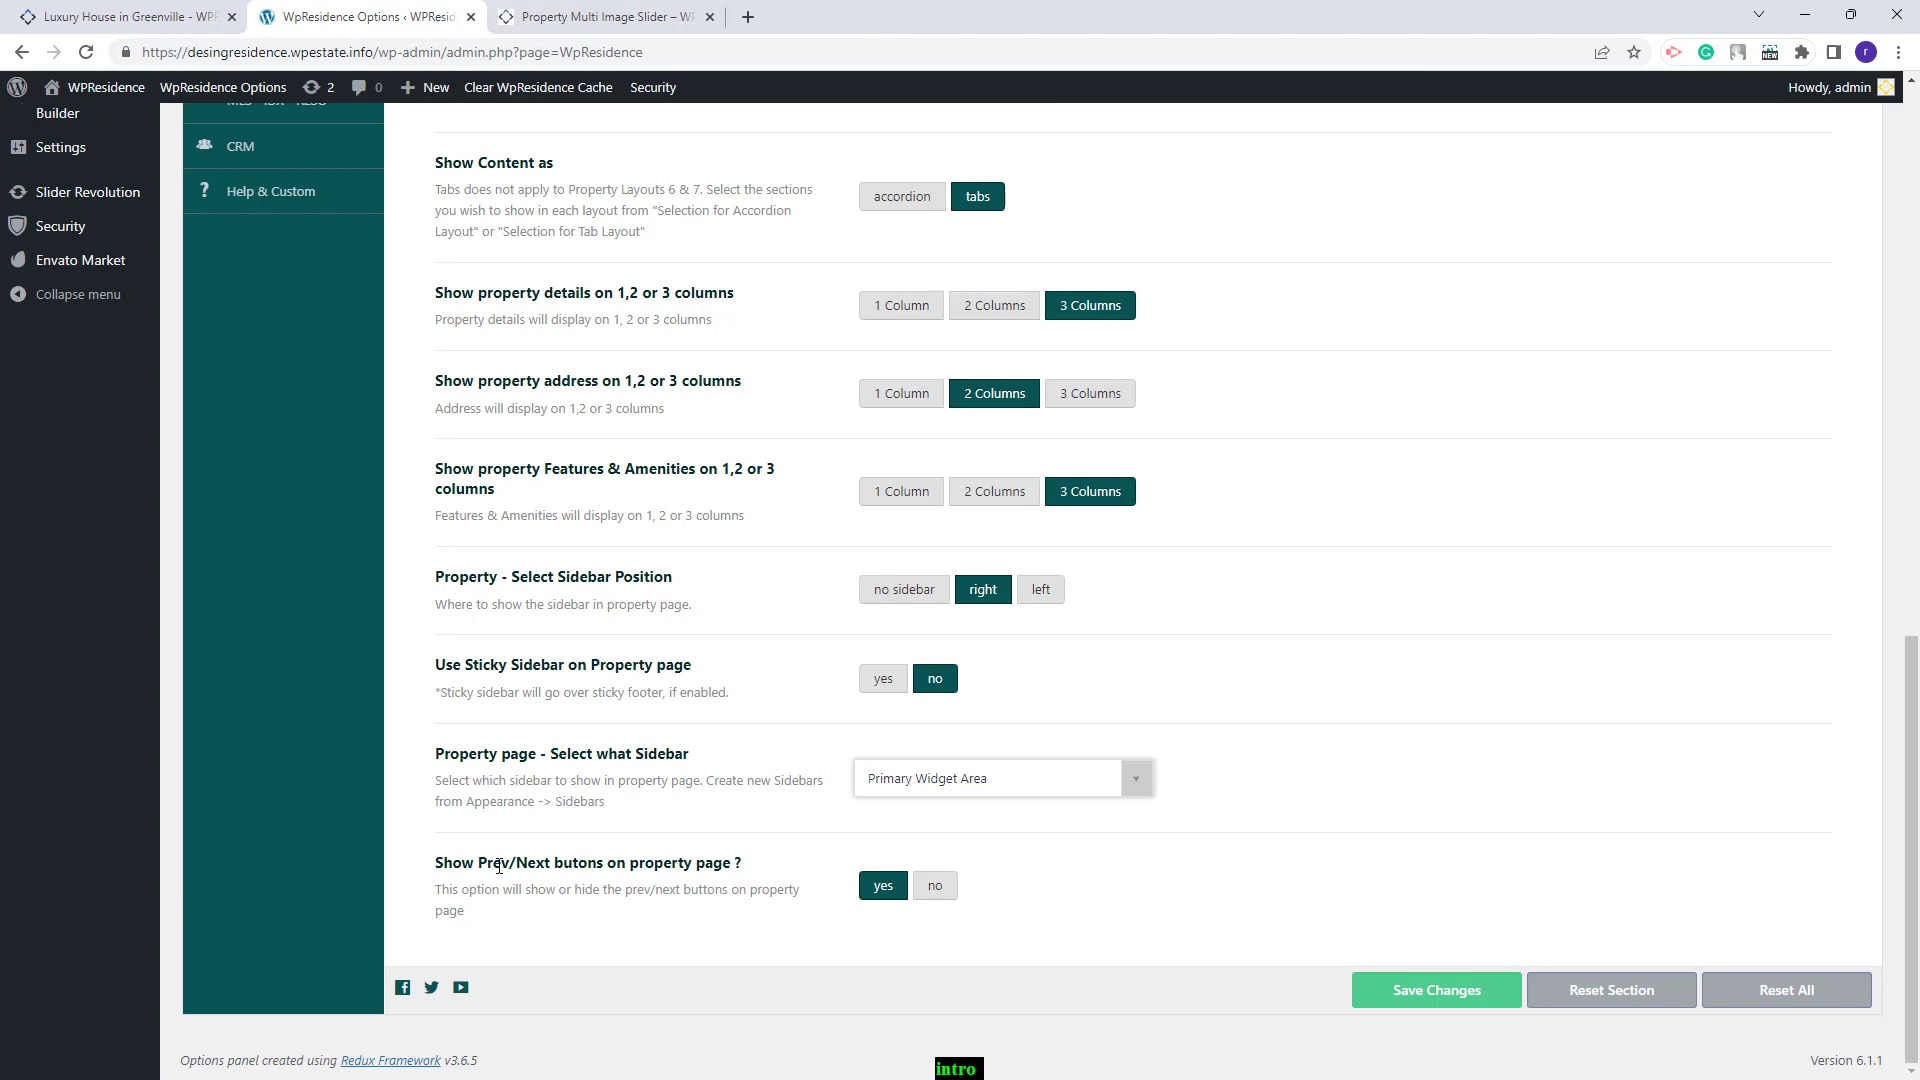 Luxury House in Greenville - WPF
WpResidence Options ‹ WPResid
Property Multi Image Slider – WF
https://desingresidence.wpestate.info/wp-admin/admin.php?page=WpResidence
NEW
r
WPResidence
WpResidence Options
2
0
New
Clear WpResidence Cache
Security
Howdy, admin
Builder
Settings
Slider Revolution
Security
Envato Market
Collapse menu
CRM
Help & Custom
Show Content as
Tabs does not apply to Property Layouts 6 & 7. Select the sections
you wish to show in each layout from "Selection for Accordion
Layout" or "Selection for Tab Layout"
accordion
tabs
Show property details on 1,2 or 3 columns
Property details will display on 1, 2 or 3 columns
1 Column
2 Columns
3 Columns
Show property address on 1,2 or 3 columns
Address will display on 1,2 or 3 columns
1 Column
2 Columns
3 Columns
Show property Features & Amenities on 1,2 or 3
columns
Features & Amenities will display on 1, 2 or 3 columns
1 Column
2 Columns
3 Columns
Property - Select Sidebar Position
Where to show the sidebar in property page.
no sidebar
right
left
Use Sticky Sidebar on Property page
*Sticky sidebar will go over sticky footer, if enabled.
yes
no
Property page - Select what Sidebar
Select which sidebar to show in property page. Create new Sidebars
from Appearance -> Sidebars
Primary Widget Area
Show Prev/Next butons on property page ?
This option will show or hide the prev/next buttons on property
page
yes
no
Save Changes
Reset Section
Reset All
Options panel created using Redux Framework v3.6.5
Version 6.1.1
intro